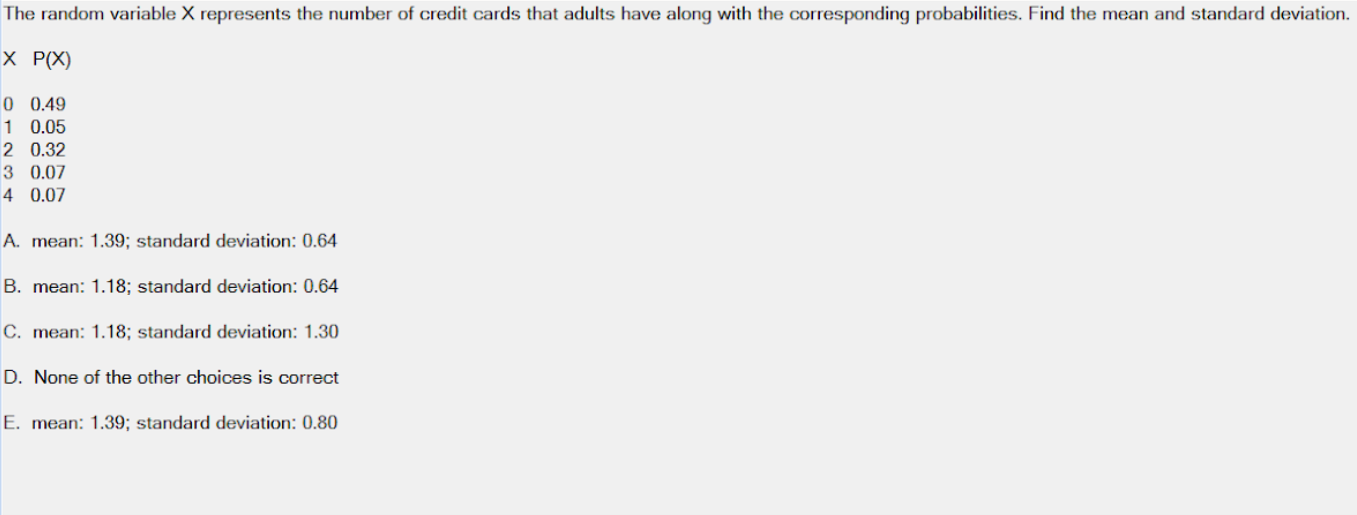 The random variable X represents the number of credit cards that adults have along with the corresponding probabilities. Find the mean and standard deviation.
X P(X)
0 0.49
1 0.05
2 0.32
3 0.07
4 0.07
A. mean: 1.39; standard deviation: 0.64
B. mean: 1.18; standard deviation: 0.64
C. mean: 1.18; standard deviation: 1.30
D. None of the other choices is correct
E. mean: 1.39; standard deviation: 0.80